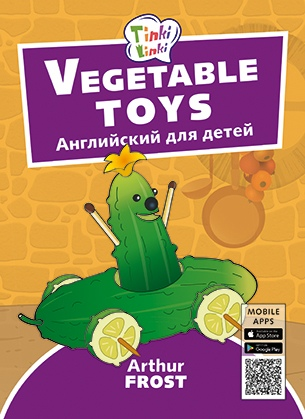 Tinki
Linki
VEGETABLE
TOYS
Английский для детей
MOBILE
APPS
App Store
Google Play
Arthur
FROST